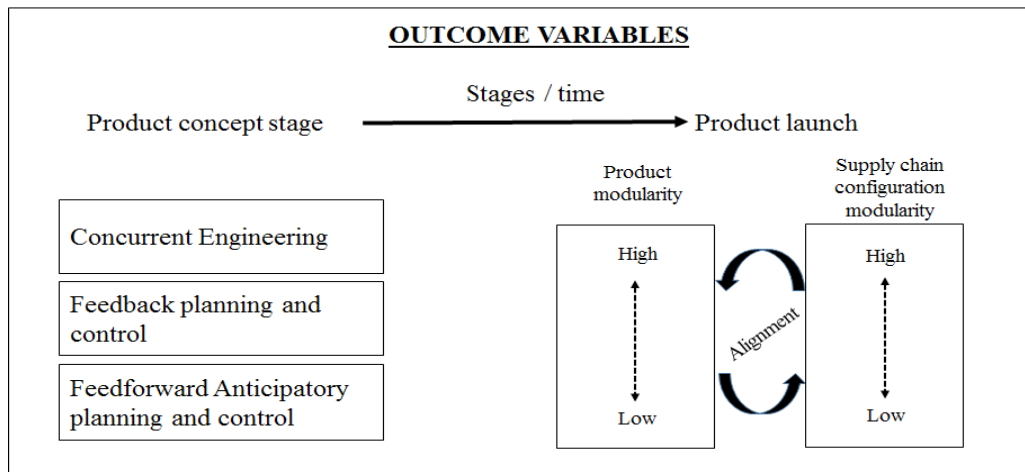 OUTCOME VARIABLES
Stages / time
Product concept stage
Product launch
Product
modularity
Supply chain
configuration
modularity
Concurrent Engineering
Feedback planning and
control
Feedforward Anticipatory
planning and control
High
Low
Alignment
High
Low